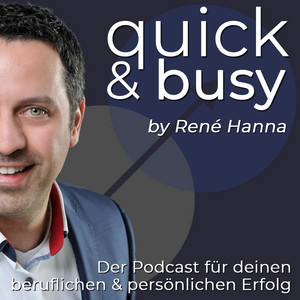 quick
& busy
by René Hanna
Der Podcast für deinen
beruflichen & persönlichen Erfolg